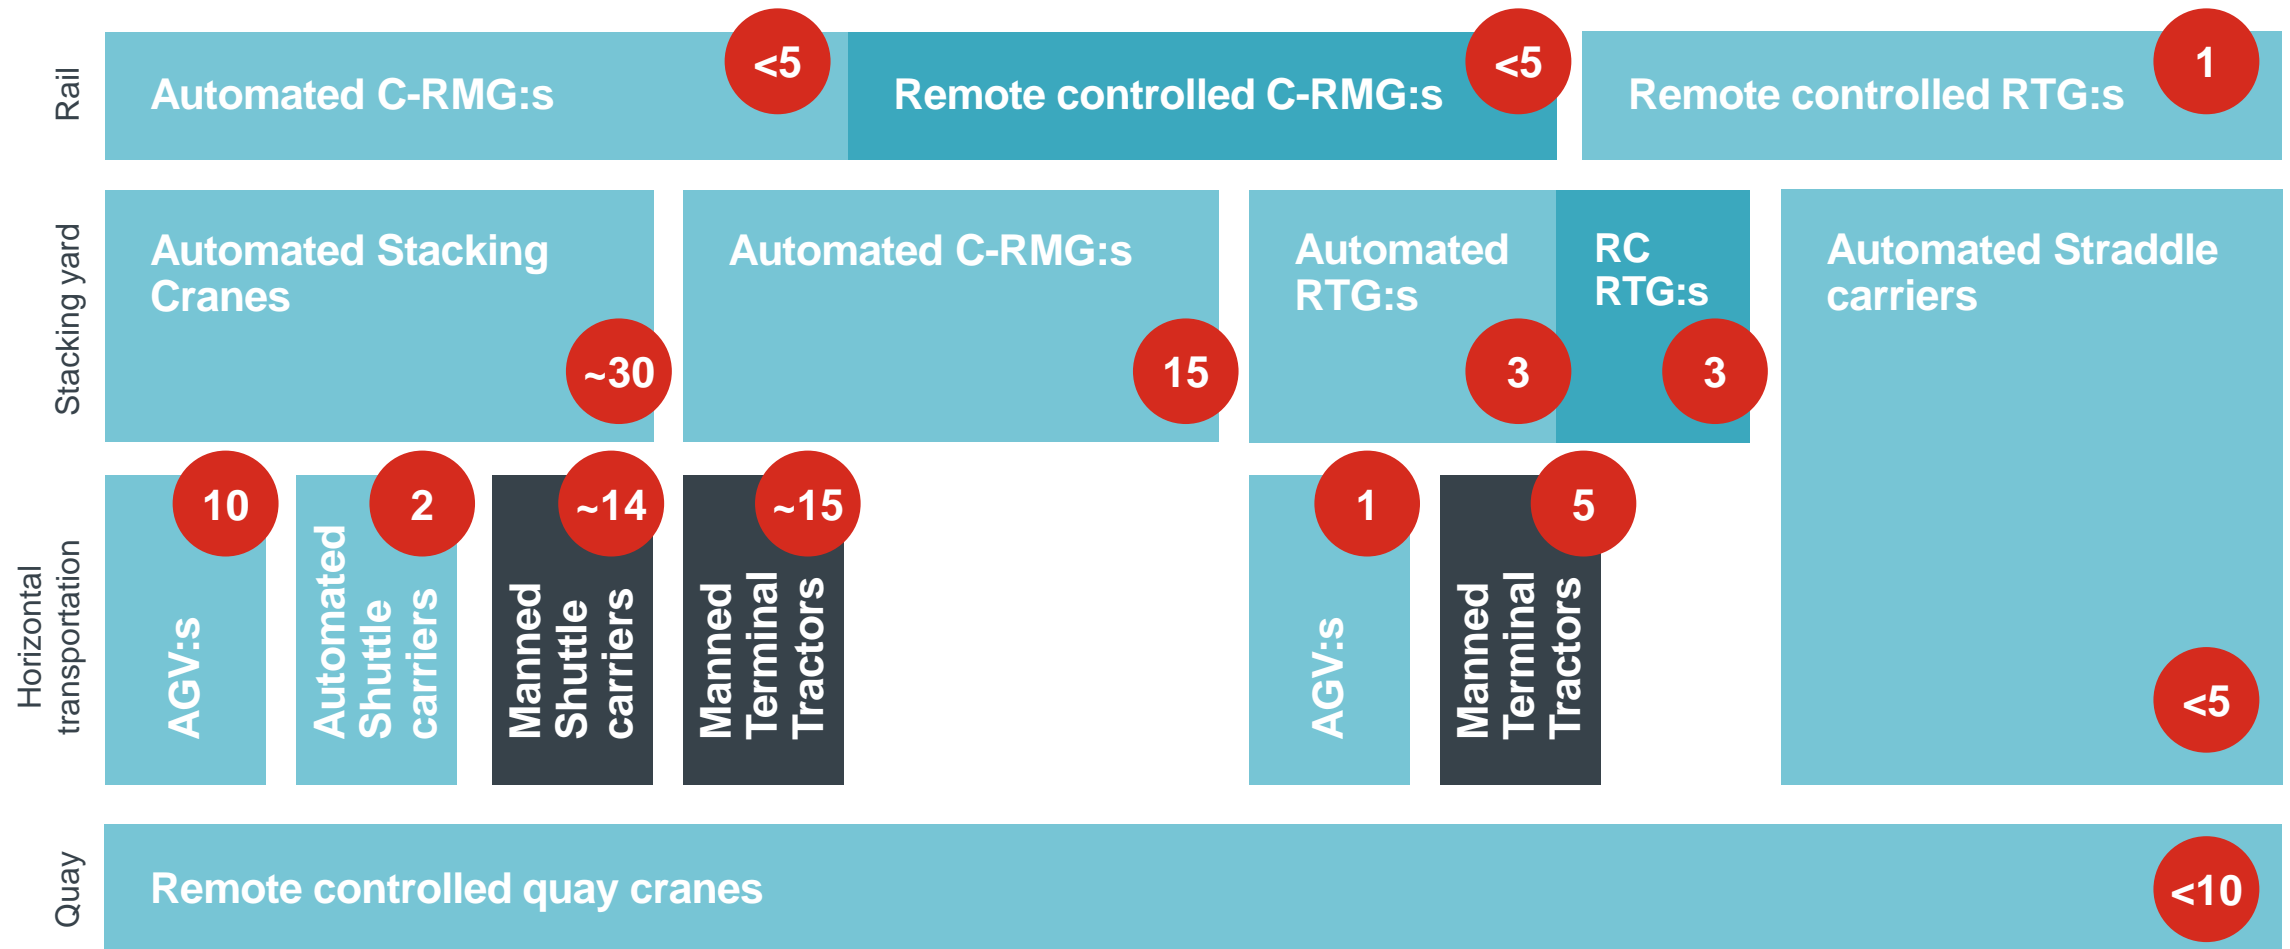 Rail
Automated C-RMG:s
<5
Remote controlled C-RMG:s
<5
Remote controlled RTG:s
1
Stacking yard
Automated Stacking
Cranes
~30
Automated C-RMG:s
15
Automated
RTG:s
3
RC
RTG:s
3
Automated Straddle
carriers
<5
Horizontal
transportation
AGV:s
10
Automated
Shuttle
carriers
2
Manned
Shuttle
carriers
~14
Manned
Terminal
Tractors
~15
AGV:s
1
Manned
Terminal
Tractors
5
Quay
Remote controlled quay cranes
<10